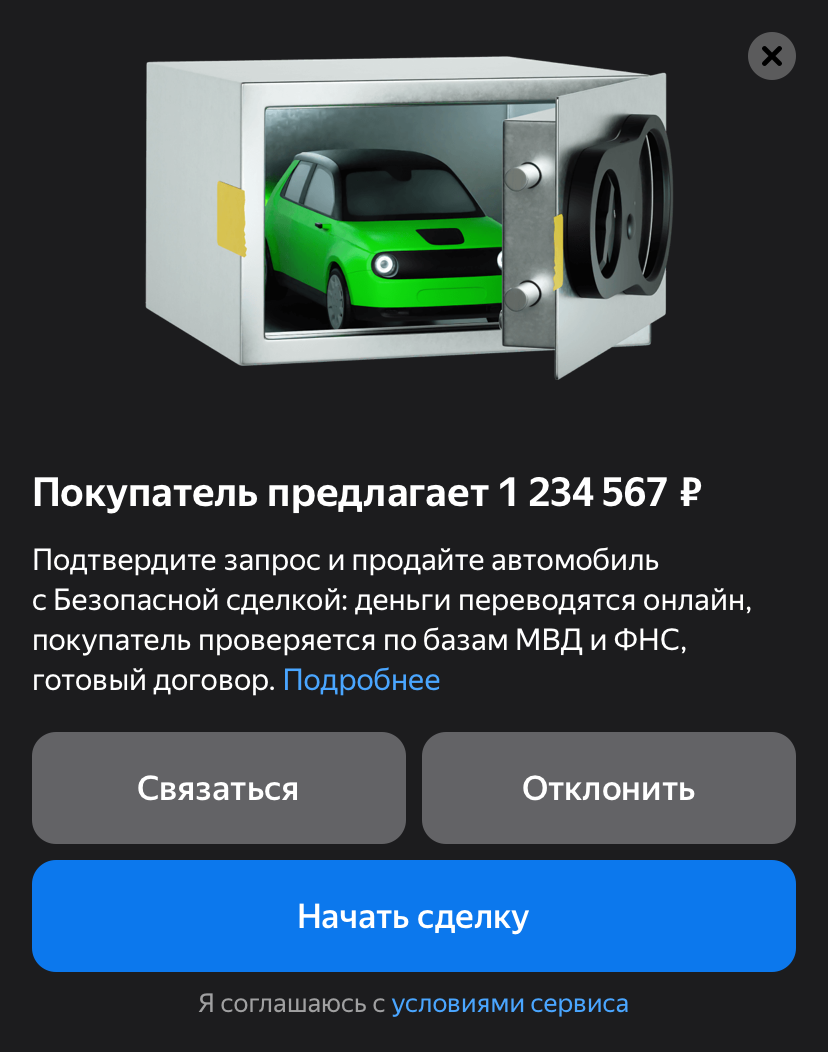 Покупатель предлагает 1 234 567 ₽
Подтвердите запрос и продайте автомобиль
с Безопасной сделкой: деньги переводятся онлайн,
покупатель проверяется по базам МВД и ФНС,
готовый договор. Подробнее
Связаться
Отклонить
Начать сделку
Я соглашаюсь с условиями сервиса